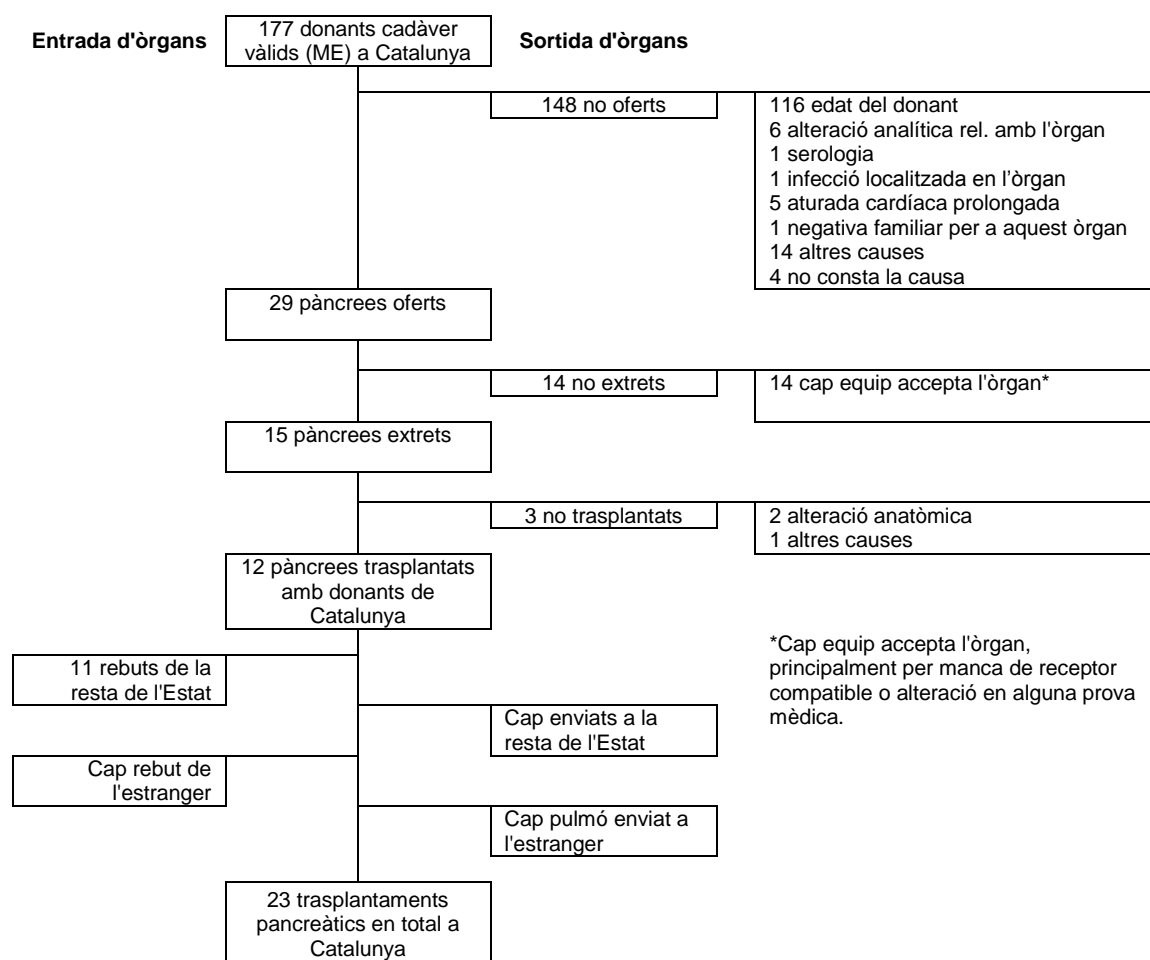 Entrada d'òrgans
177 donants cadàver
vàlids (ME) a Catalunya
Sortida d'òrgans
148 no oferts
116 edat del donant
6 alteració analítica rel. amb l'òrgan
1 serologia
1 infecció localitzada en l’òrgan
5 aturada cardíaca prolongada
1 negativa familiar per a aquest òrgan
14 altres causes
4 no consta la causa
29 pàncrees oferts
14 no extrets
14 cap equip accepta l'òrgan*
15 pàncrees extrets
3 no trasplantats
2 alteració anatòmica
1 altres causes
12 pàncrees trasplantats
amb donants de
Catalunya
*Cap equip accepta l'òrgan,
principalment per manca de receptor
compatible o alteració en alguna prova
mèdica.
11 rebuts de la
resta de l'Estat
Cap enviats a la
resta de l'Estat
Cap rebut de
l'estranger
Cap pulmó enviat a
l'estranger
23 trasplantaments
pancreàtics en total a
Catalunya